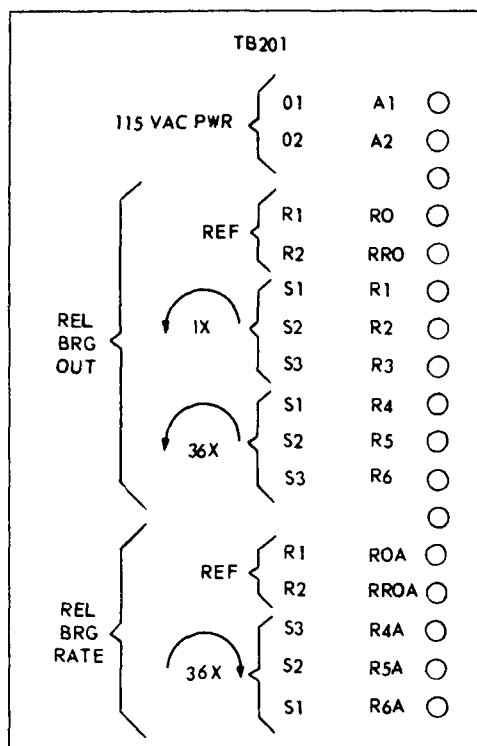 TB201
115 VAC PWR
01 A1
02 A2
REL BRG OUT
REF
R1 RO
R2 RRO
1X
S1 R1
S2 R2
S3 R3
36X
S1 R4
S2 R5
S3 R6
REL BRG RATE
REF
R1 ROA
R2 RROA
36X
S3 R4A
S2 R5A
S1 R6A